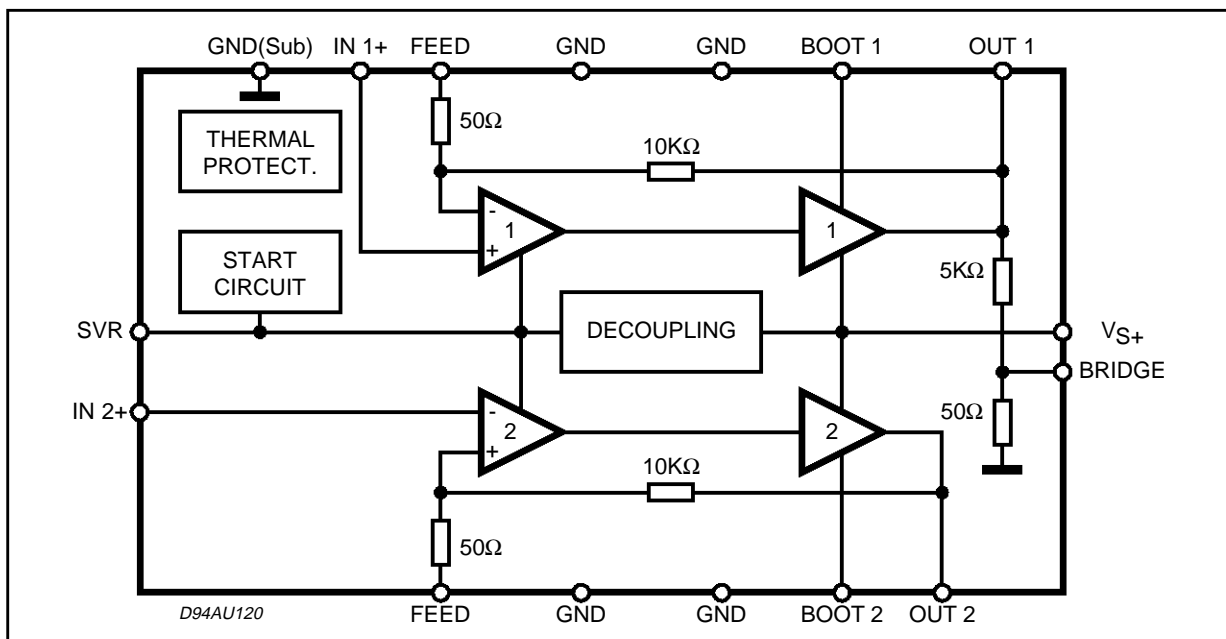 GND(Sub) IN 1+ FEED GND GND BOOT 1 OUT 1
50Ω
THERMAL
PROTECT.
10KΩ
-
1
+
1
START
CIRCUIT
5KΩ
SVR
DECOUPLING
VS+
BRIDGE
IN 2+
-
2
+
2
50Ω
10KΩ
50Ω
D94AU120
FEED GND GND BOOT 2 OUT 2